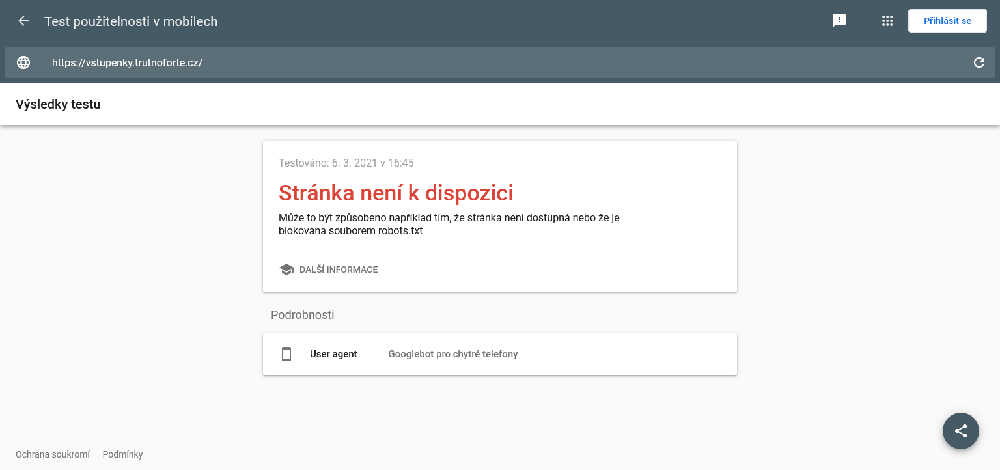 Test použitelnosti v mobilech
Přihlásit se
https://vstupenky.trutnoforte.cz/
Výsledky testu
Testováno: 6. 3. 2021 v 16:45
Stránka není k dispozici
Může to být způsobeno například tím, že stránka není dostupná nebo že je
blokována souborem robots.txt
DALŠÍ INFORMACE
Podrobnosti
User agent Googlebot pro chytré telefony
Ochrana soukromí Podmínky